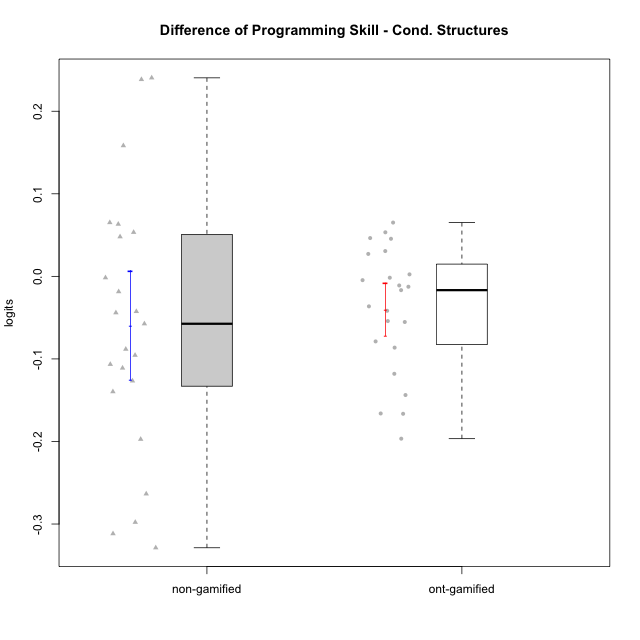 Difference of Programming Skill - Cond. Structures
logits
0.2
0.1
0.0
-0.1
-0.2
-0.3
non-gamified
ont-gamified